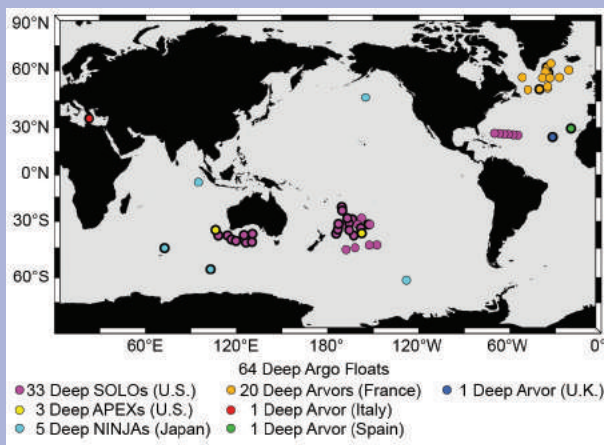 90°N
60°N
30°N
0°N
30°S
60°S
60°E 120°E 180°W 120°W 60°W 0°
64 Deep Argo Floats
33 Deep SOLOs (U.S.) 20 Deep Arvors (France) 1 Deep Arvor (U.K.)
3 Deep APEXs (U.S.) 1 Deep Arvor (Italy)
5 Deep NINJAs (Japan) 1 Deep Arvor (Spain)